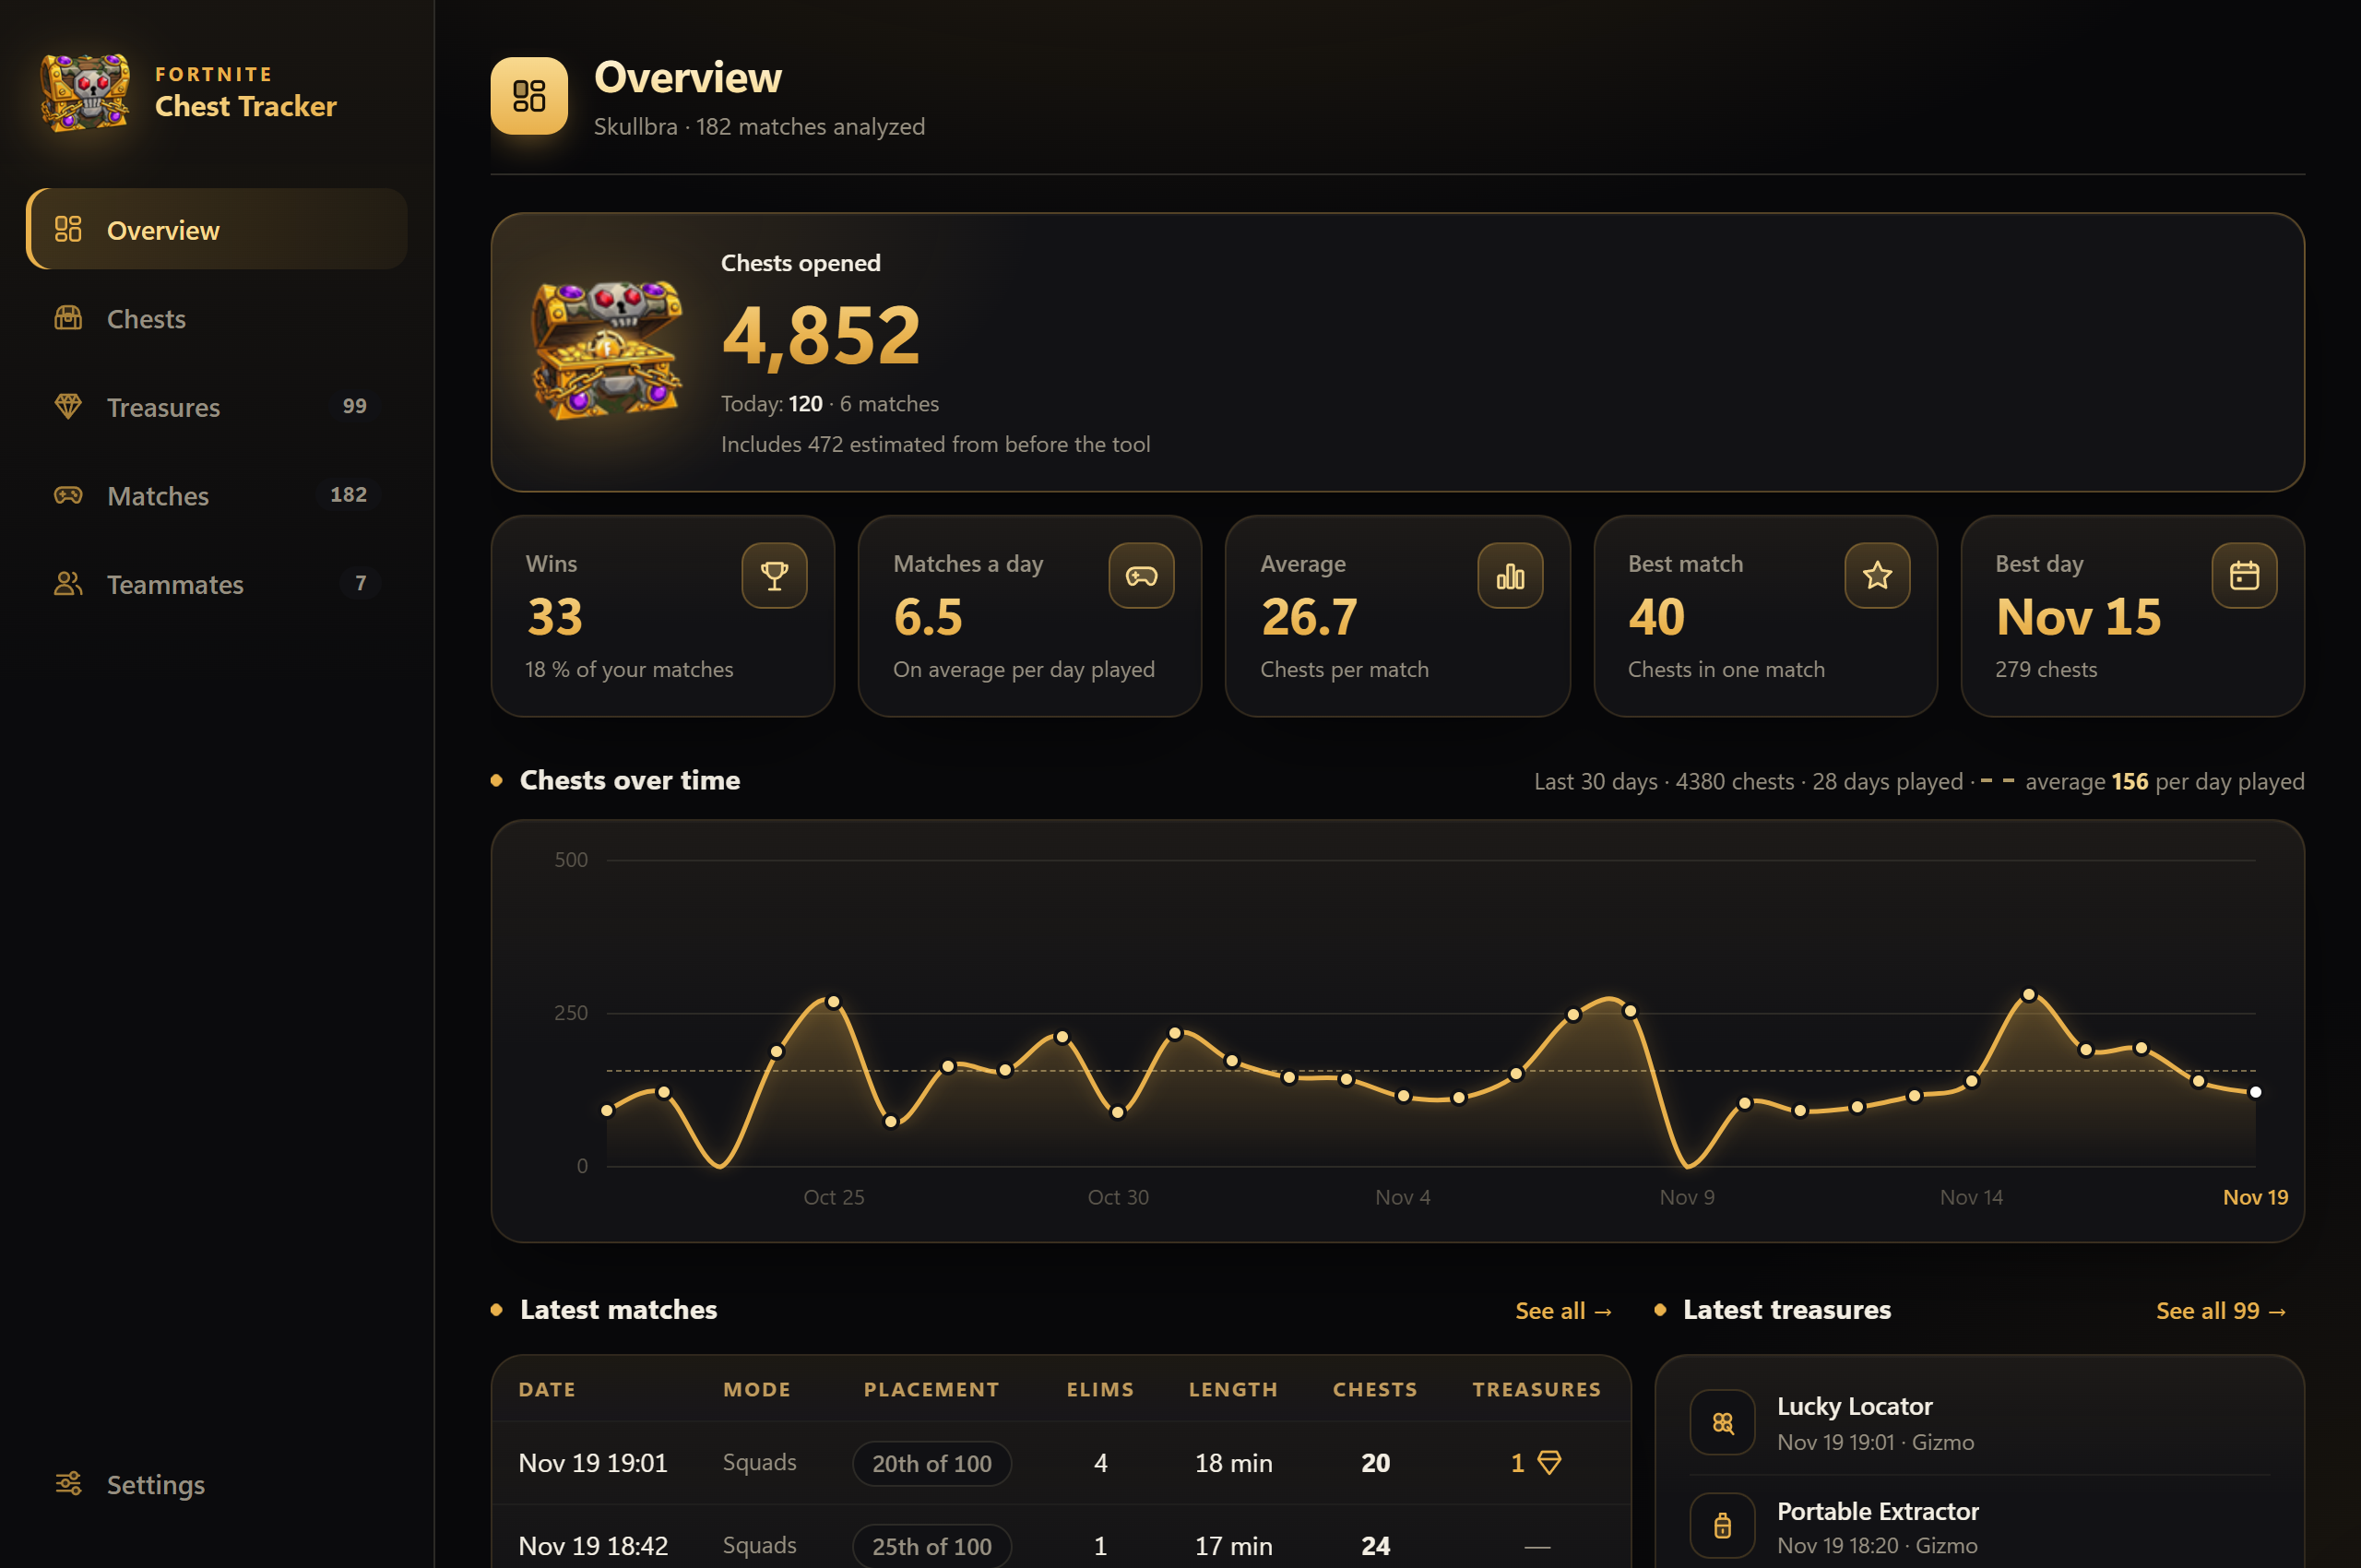 FORTNITE
Chest Tracker
Overview
Chests
Treasures 99
Matches 182
Teammates 7
Settings
Overview
Skullbra · 182 matches analyzed
Chests opened
4,852
Today: 120 · 6 matches
Includes 472 estimated from before the tool
Wins
33
18 % of your matches
Matches a day
6.5
On average per day played
Average
26.7
Chests per match
Best match
40
Chests in one match
Best day
Nov 15
279 chests
Chests over time
Last 30 days · 4380 chests · 28 days played · average 156 per day played
500
250
0
Oct 25 Oct 30 Nov 4 Nov 9 Nov 14 Nov 19
Latest matches See all →
DATE MODE PLACEMENT ELIMS LENGTH CHESTS TREASURES
Nov 19 19:01 Squads 20th of 100 4 18 min 20 1
Nov 19 18:42 Squads 25th of 100 1 17 min 24 —
Latest treasures See all 99 →
Lucky Locator
Nov 19 19:01 · Gizmo
Portable Extractor
Nov 19 18:20 · Gizmo